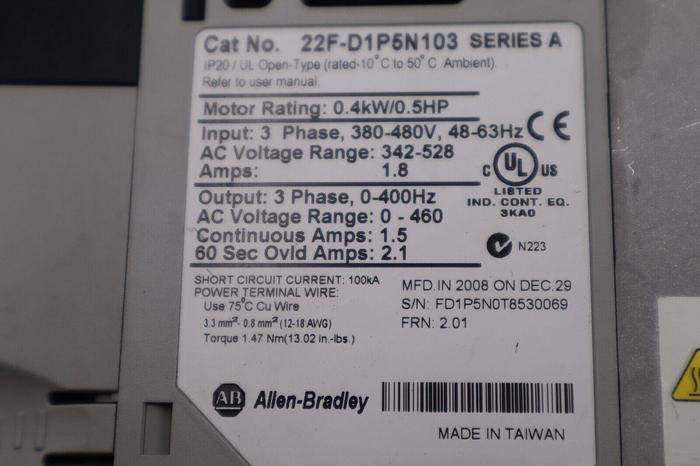 Cat No. 22F-D1P5N103 SERIES A
IP20 / UL Open-Type (rated-10°C to 50°C Ambient).
Refer to user manual.
Motor Rating: 0.4kW/0.5HP
Input: 3 Phase, 380-480V, 48-63Hz
AC Voltage Range: 342-528
Amps: 1.8
CE
C UL US
LISTED
IND. CONT. EQ.
3KA0
Output: 3 Phase, 0-400Hz
AC Voltage Range: 0 - 460
Continuous Amps: 1.5
60 Sec Ovld Amps: 2.1
N223
SHORT CIRCUIT CURRENT: 100kA
POWER TERMINAL WIRE:
Use 75°C Cu Wire
3.3 mm²- 0.8 mm² (12-18 AWG)
Torque 1.47 Nm(13.02 in.-lbs.)
MFD.IN 2008 ON DEC.29
S/N: FD1P5N0T8530069
FRN: 2.01
AB Allen-Bradley
MADE IN TAIWAN